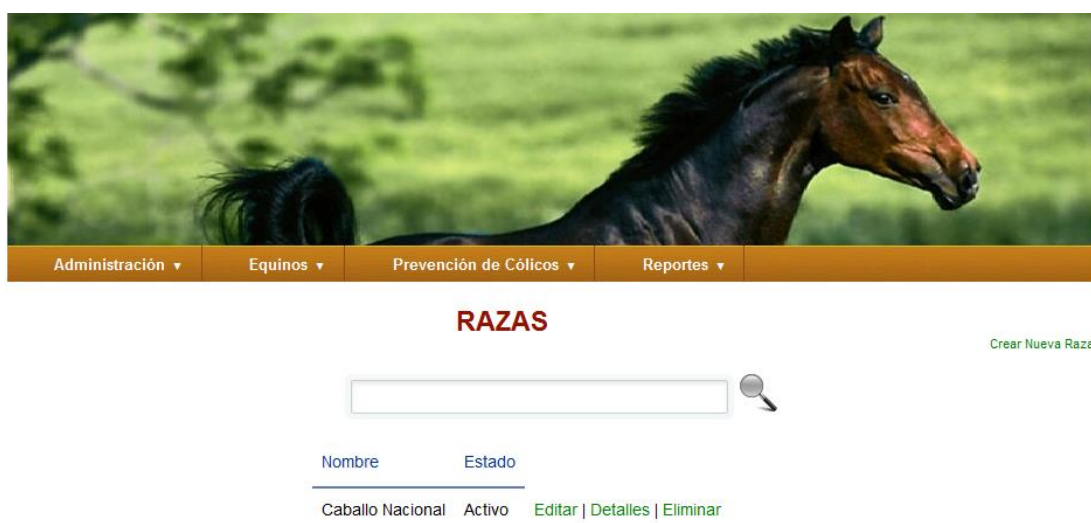 Administración ▼ Equinos ▼ Prevención de Cólicos ▼ Reportes ▼
RAZAS
Crear Nueva Raza
Nombre Estado
Caballo Nacional Activo Editar | Detalles | Eliminar